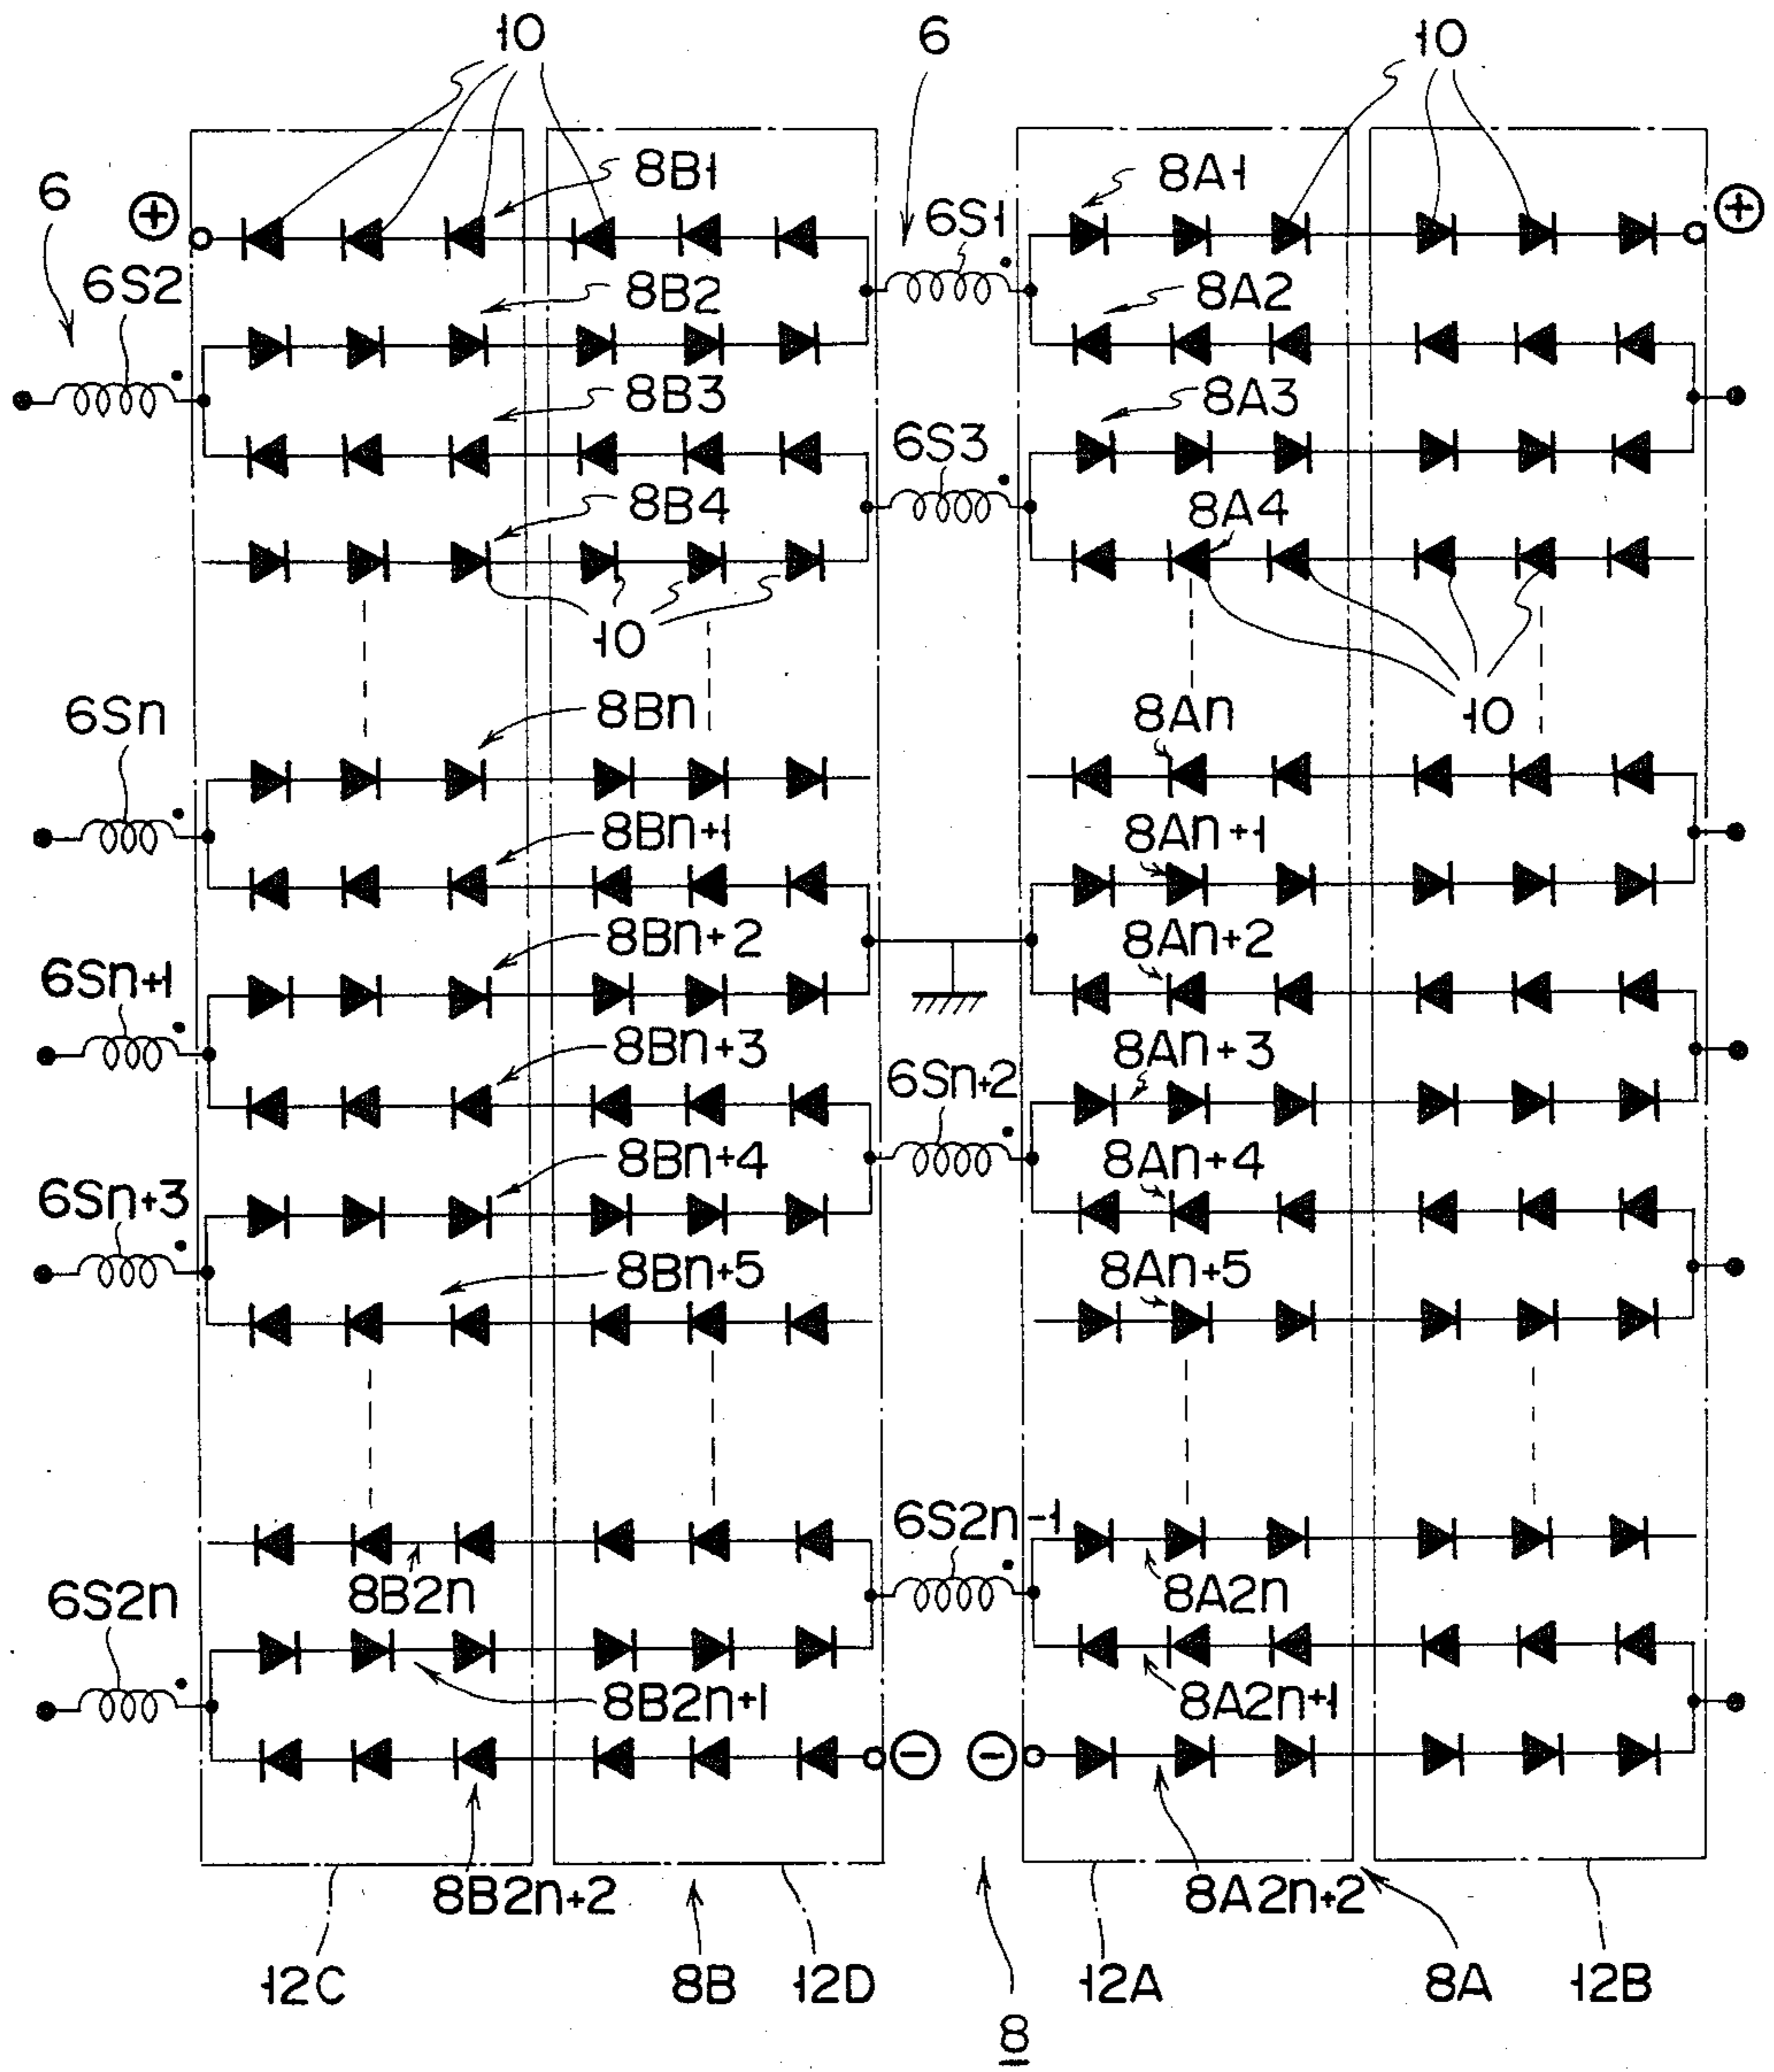 10 6 10
8B1 8A1
6 ⊕ 6S1 ⊕
6S2 8B2 8A2
8B3 8A3
6S3
8B4 8A4
10
6Sn 8Bn 8An 10
8Bn+1 8An+1
8Bn+2 8An+2
6Sn+1
8Bn+3 8An+3
6Sn+2
8Bn+4 8An+4
6Sn+3
8Bn+5 8An+5
6S2n-1
6S2n 8B2n 8A2n
8B2n+1 8A2n+1
⊖ ⊖
8B2n+2 8A2n+2
12C 8B 12D 12A 8A 12B
8